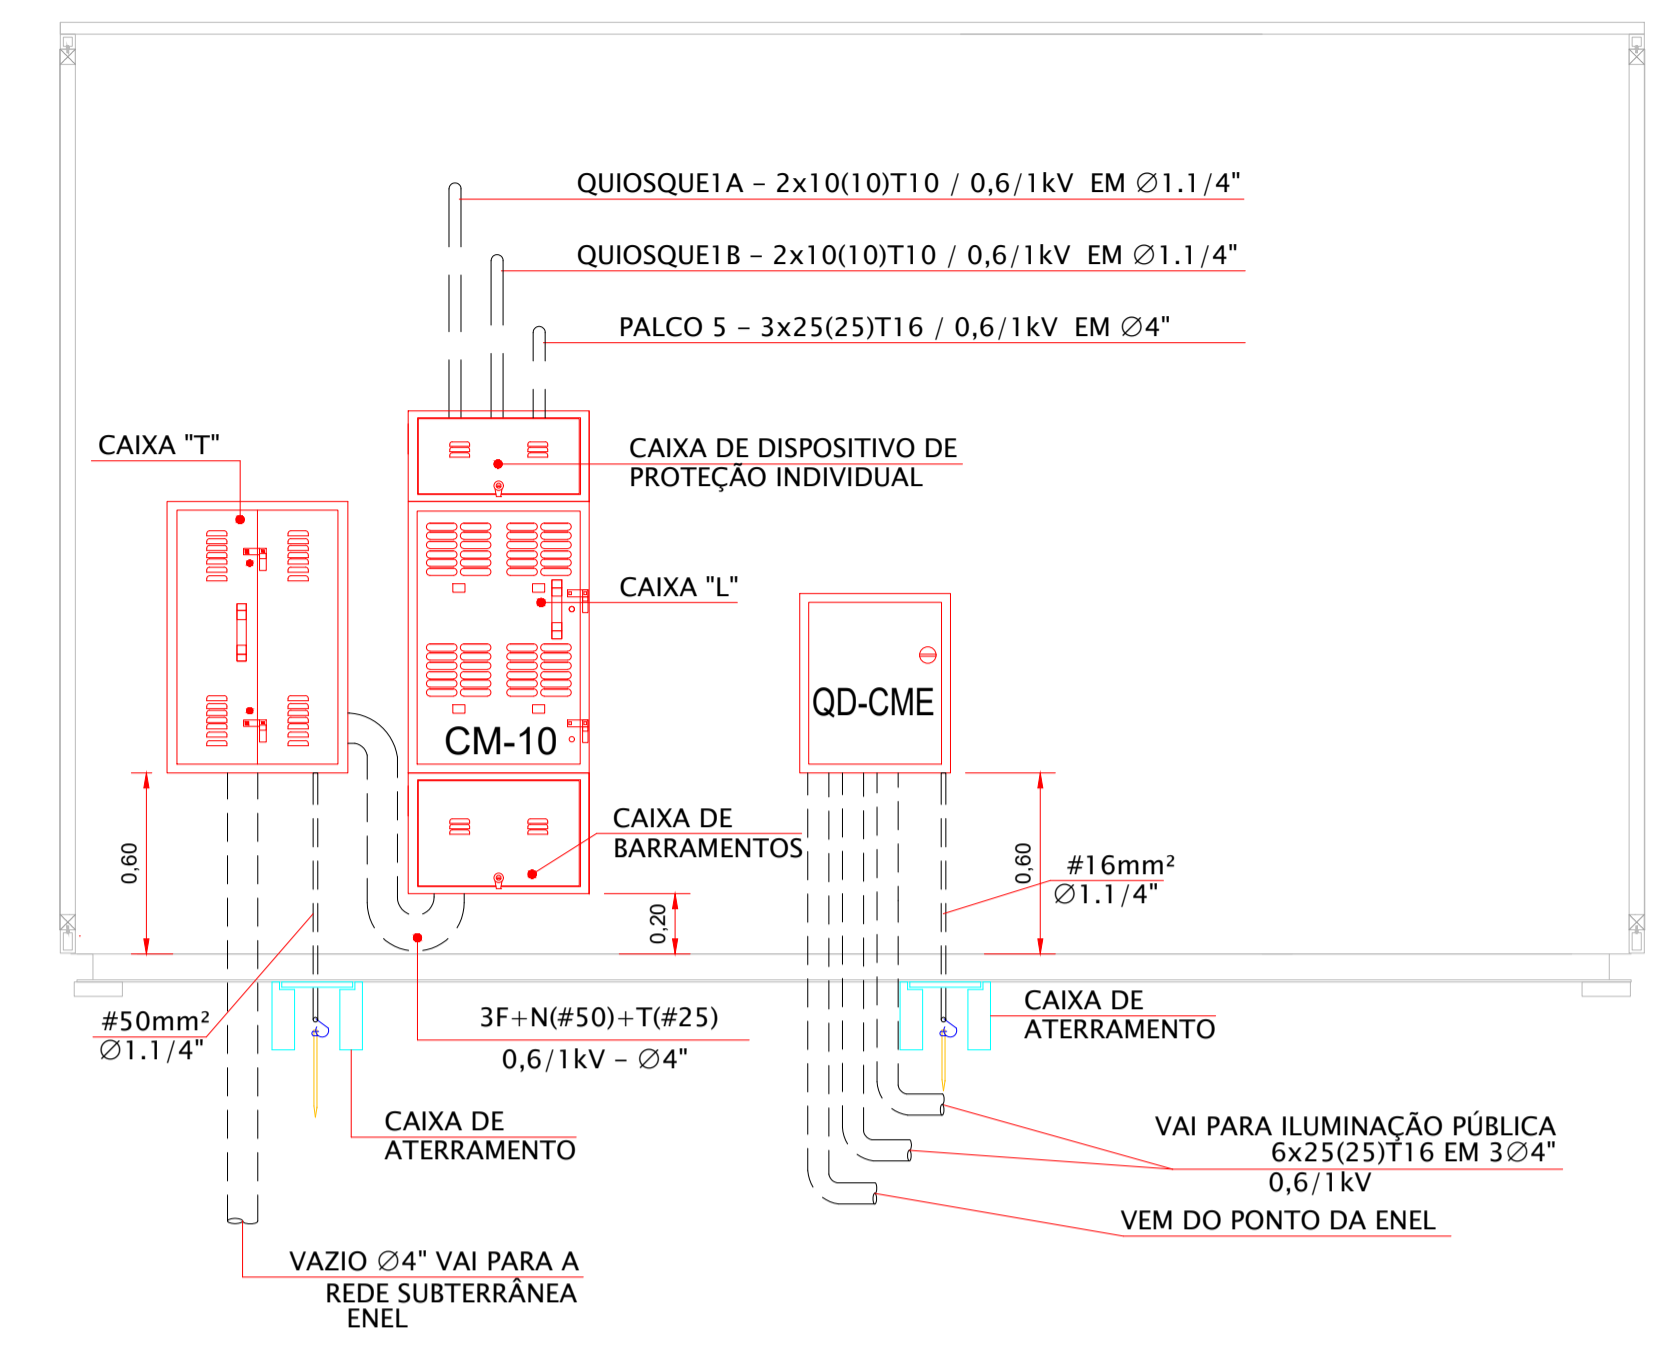 QUIOSQUE1A – 2x10(10)T10 / 0,6/1kV EM ∅1.1/4"
QUIOSQUE1B – 2x10(10)T10 / 0,6/1kV EM ∅1.1/4"
PALCO 5 – 3x25(25)T16 / 0,6/1kV EM ∅4"
CAIXA "T"
CAIXA DE DISPOSITIVO DE
PROTEÇÃO INDIVIDUAL
CAIXA "L"
QD-CME
CM-10
CAIXA DE
BARRAMENTOS
0,60
0,20
0,60
#16mm²
∅1.1/4"
#50mm²
∅1.1/4"
3F+N(#50)+T(#25)
0,6/1kV – ∅4"
CAIXA DE
ATERRAMENTO
CAIXA DE
ATERRAMENTO
VAI PARA ILUMINAÇÃO PÚBLICA
6x25(25)T16 EM 3∅4"
0,6/1kV
VEM DO PONTO DA ENEL
VAZIO ∅4" VAI PARA A
REDE SUBTERRÂNEA
ENEL